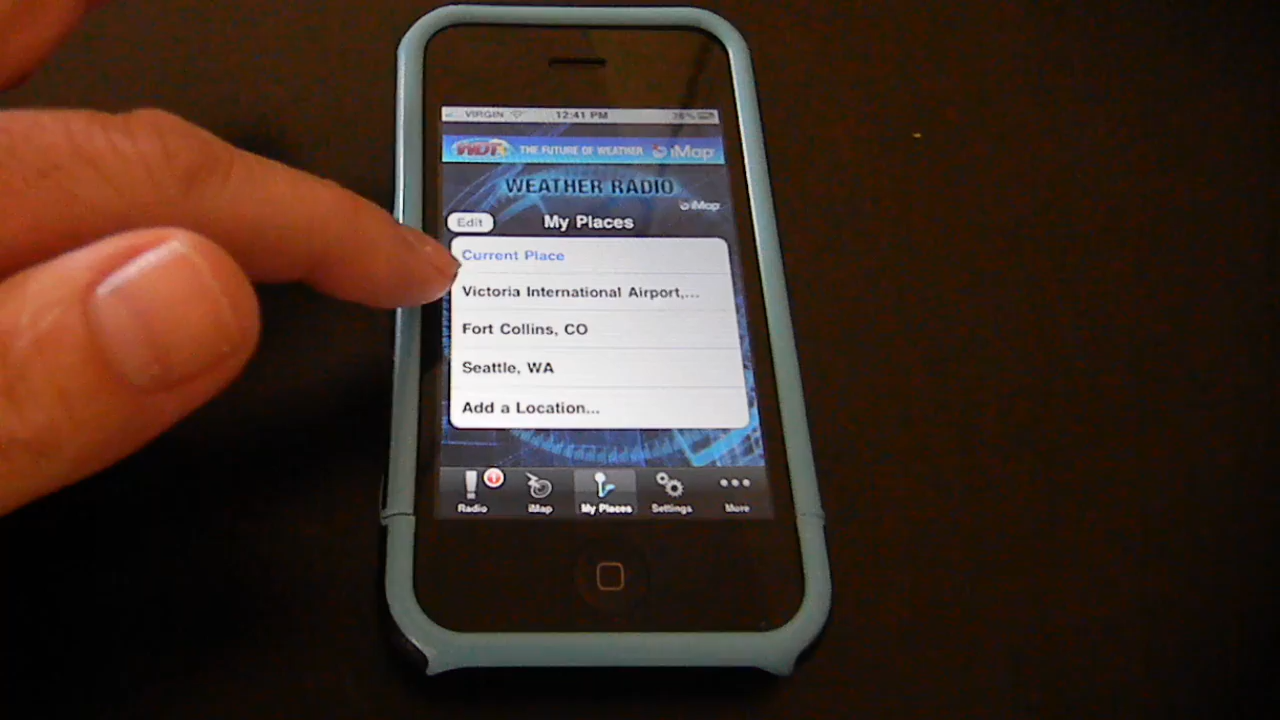 VIRGIN 12:41 PM
WDT THE FUTURE OF WEATHER iMap
WEATHER RADIO
iMap
Edit My Places
Current Place
Victoria International Airport,...
Fort Collins, CO
Seattle, WA
Add a Location...
Radio iMap My Places Settings More